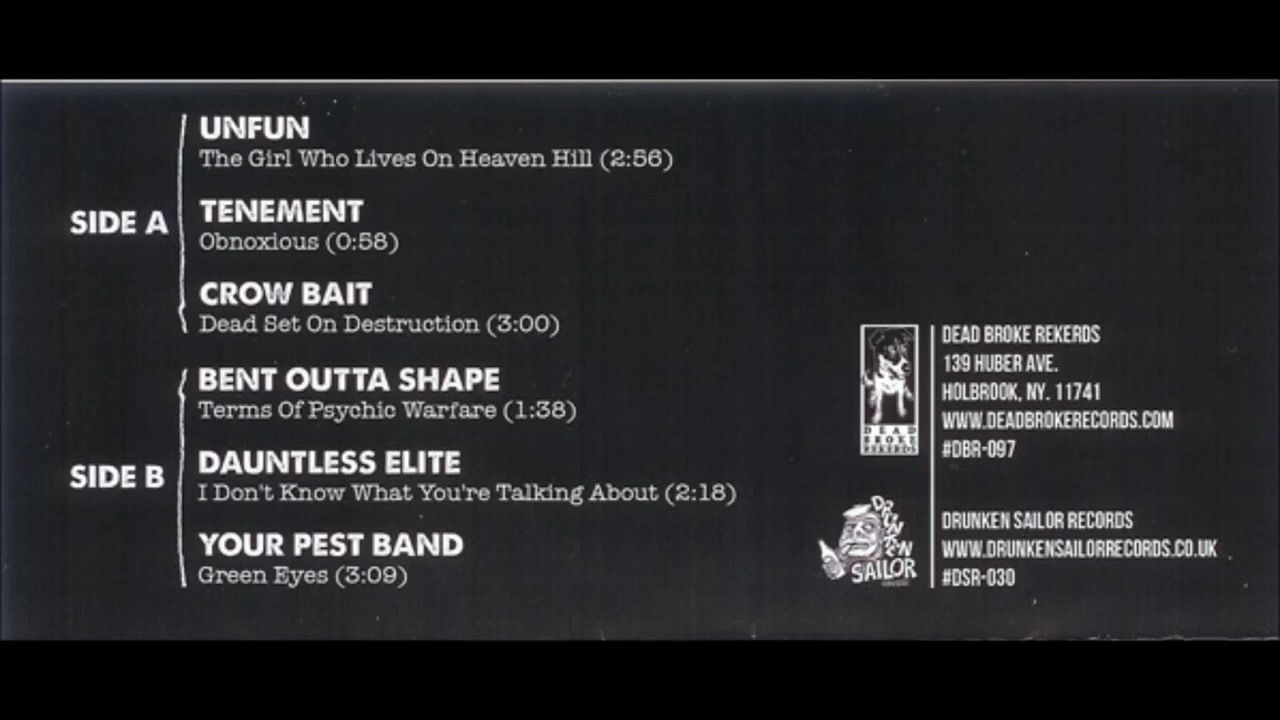 SIDE A
UNFUN
The Girl Who Lives On Heaven Hill (2:56)
TENEMENT
Obnoxious (0:58)
CROW BAIT
Dead Set On Destruction (3:00)
SIDE B
BENT OUTTA SHAPE
Terms Of Psychic Warfare (1:38)
DAUNTLESS ELITE
I Don't Know What You're Talking About (2:18)
YOUR PEST BAND
Green Eyes (3:09)
DEAD
BROKE
REKERDS
DEAD BROKE REKERDS
139 HUBER AVE.
HOLBROOK, NY. 11741
WWW.DEADBROKERECORDS.COM
#DBR-097
DRUNKEN
SAILOR
DRUNKEN SAILOR RECORDS
WWW.DRUNKENSAILORRECORDS.CO.UK
#DSR-030